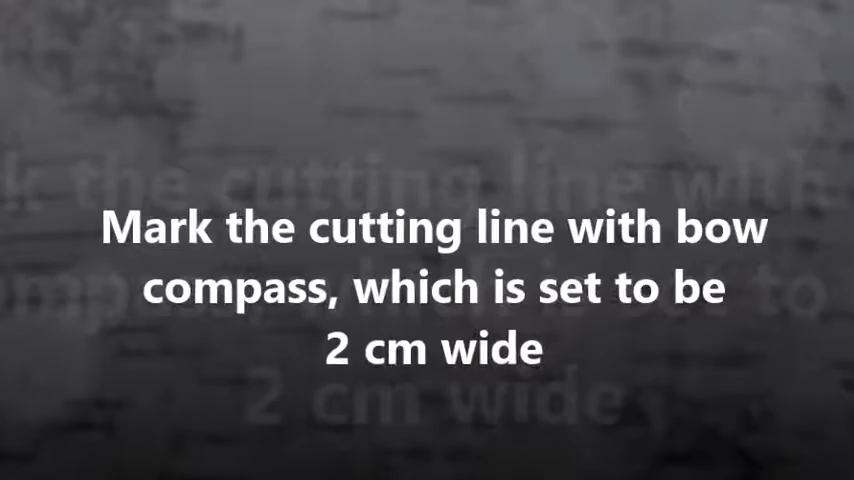 Mark the cutting line with bow
compass, which is set to be
2 cm wide